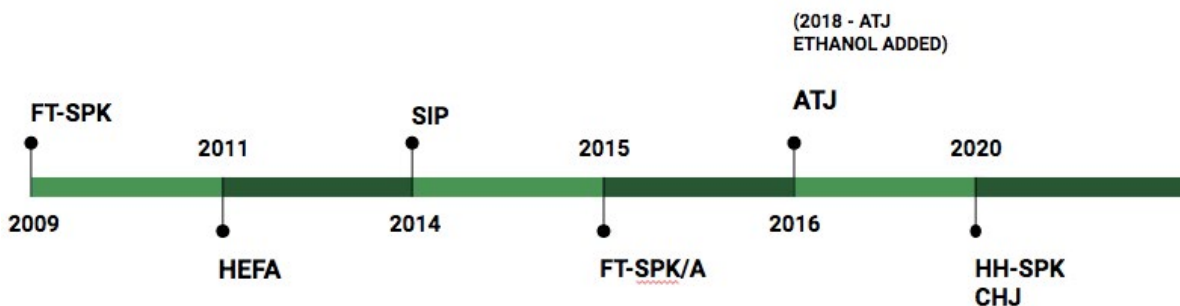 (2018 - ATJ
ETHANOL ADDED)
FT-SPK
SIP
ATJ
2011
2015
2020
2009
2014
2016
HEFA
FT-SPK/A
HH-SPK
CHJ